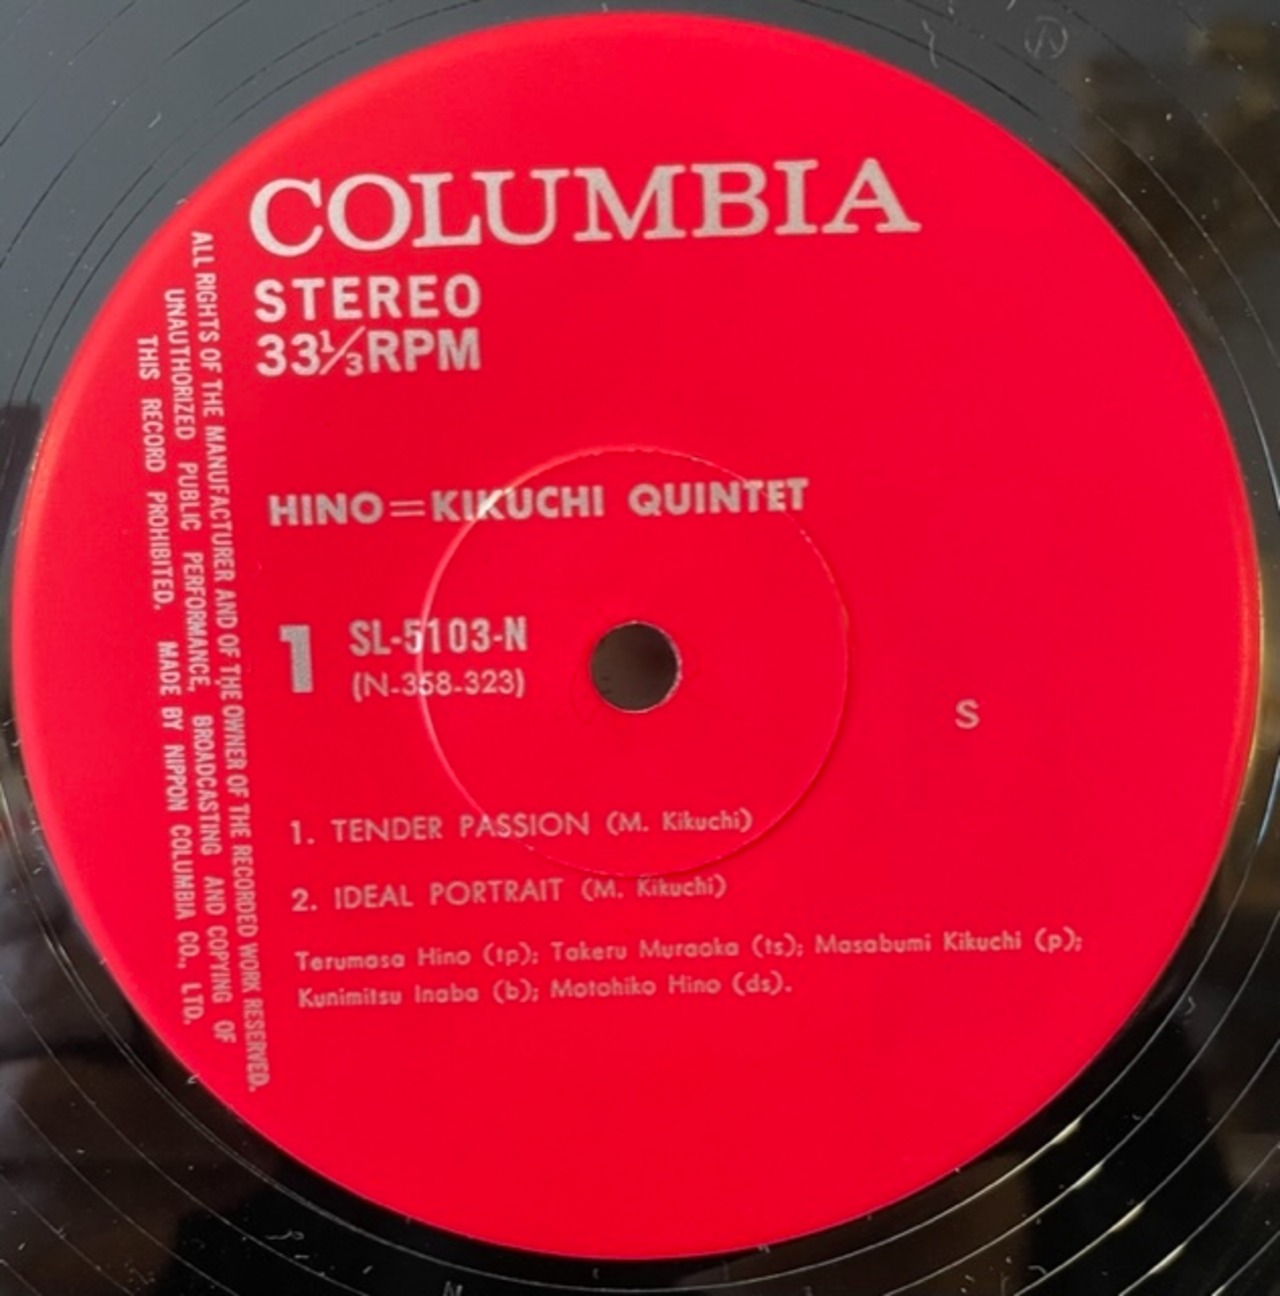 COLUMBIA
STEREO
33⅓RPM
HINO=KIKUCHI QUINTET
1 SL-5103-N
(N-358-323)
S
1. TENDER PASSION (M. Kikuchi)
2. IDEAL PORTRAIT (M. Kikuchi)
Terumasa Hino (tp); Takeru Muraoka (ts); Masabumi Kikuchi (p);
Kunimitsu Inaba (b); Motohiko Hino (ds).
ALL RIGHTS OF THE MANUFACTURER AND OF THE OWNER OF THE RECORDED WORK RESERVED.
UNAUTHORIZED PUBLIC PERFORMANCE, BROADCASTING AND COPYING OF
THIS RECORD PROHIBITED. MADE BY NIPPON COLUMBIA CO., LTD.